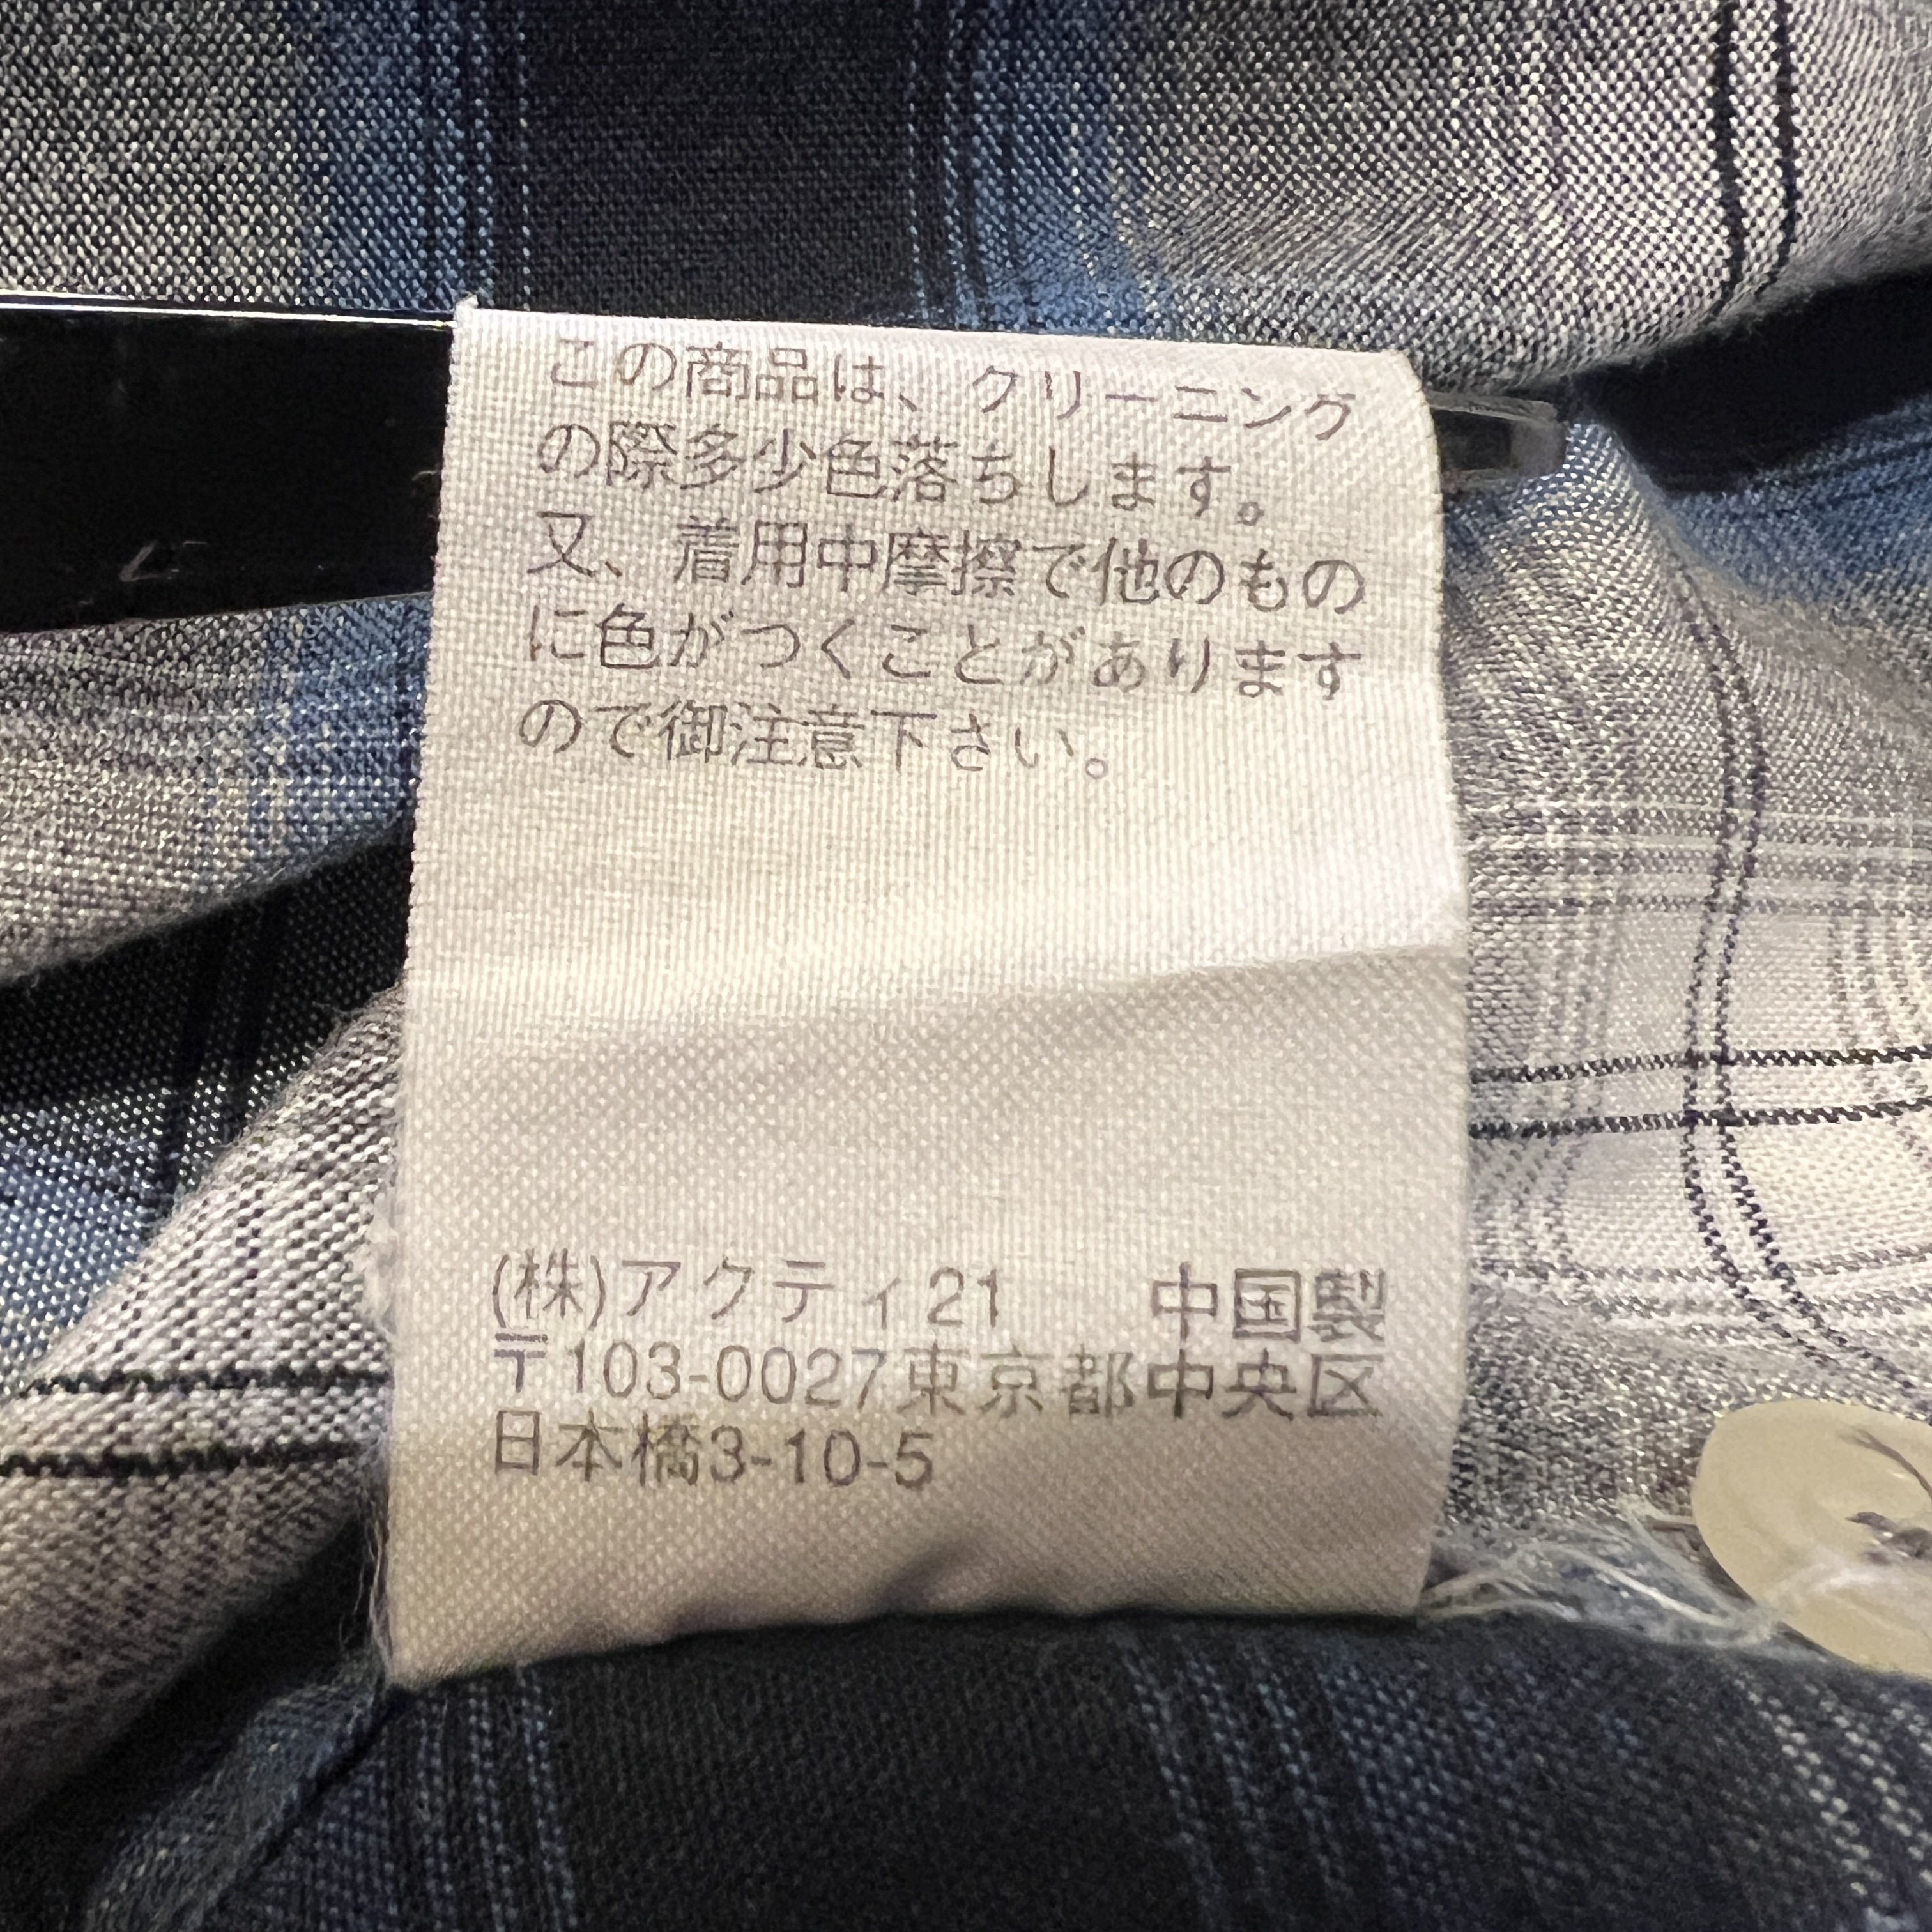 この商品は、クリーニング
の際多少色落ちします。
又、着用中摩擦で他のもの
に色がつくことがあります
ので御注意下さい。
(株)アクティ21 中国製
〒103-0027東京都中央区
日本橋3-10-5